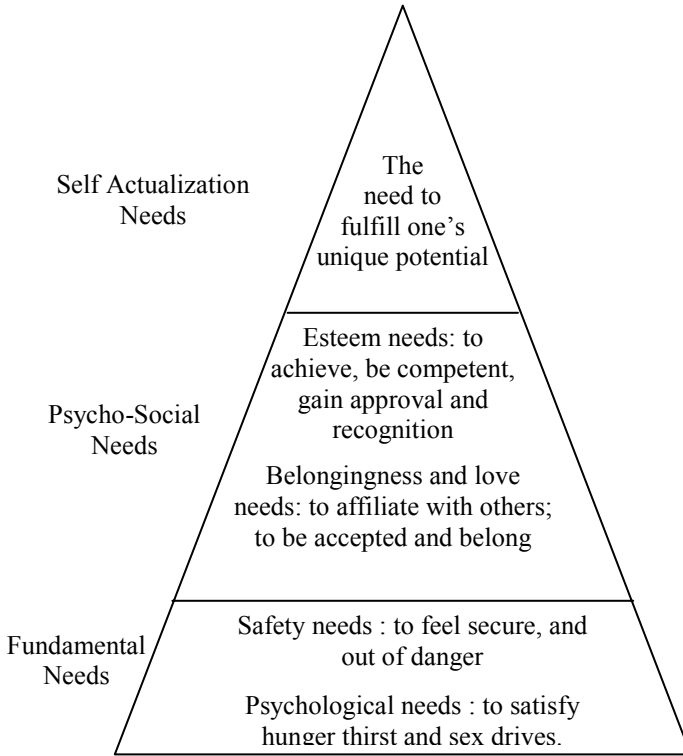 Self Actualization
Needs
The
need to
fulfill one’s
unique potential
Psycho-Social
Needs
Esteem needs: to
achieve, be competent,
gain approval and
recognition
Belongingness and love
needs: to affiliate with others;
to be accepted and belong
Fundamental
Needs
Safety needs : to feel secure, and
out of danger
Psychological needs : to satisfy
hunger thirst and sex drives.